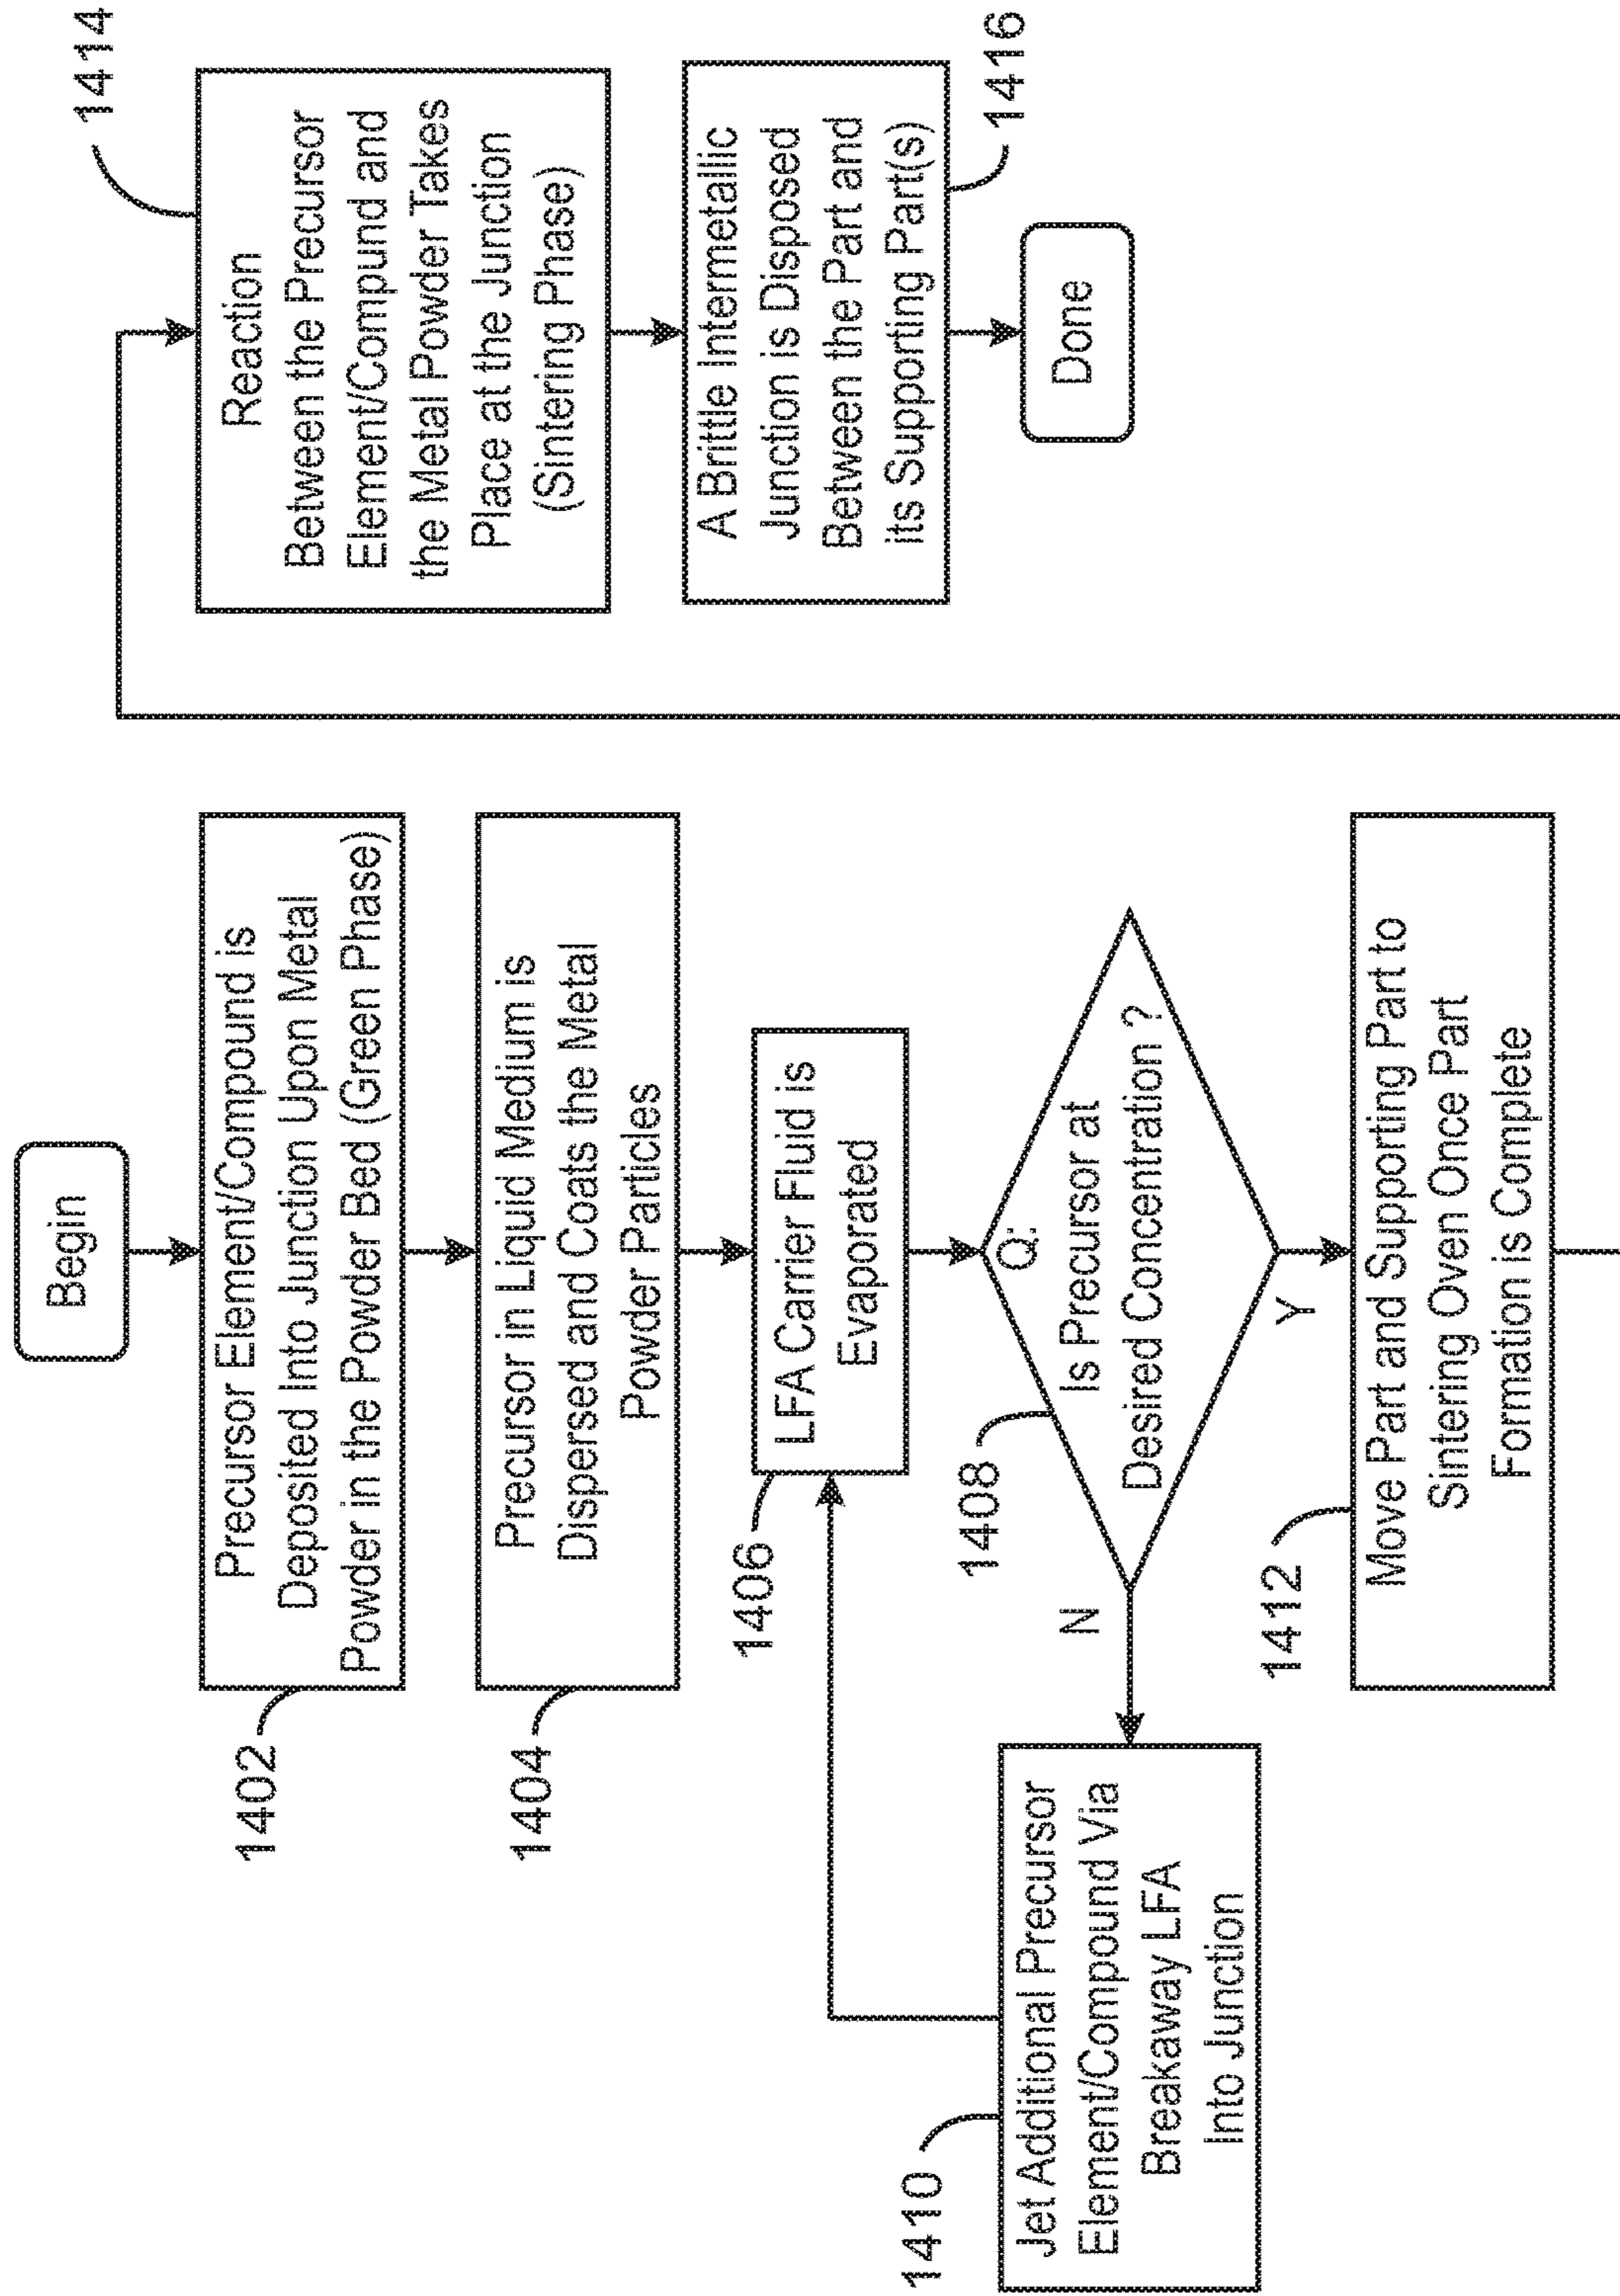 Begin
1402
Precursor Element/Compound is
Deposited Into Junction Upon Metal
Powder in the Powder Bed (Green Phase)
1404
Precursor in Liquid Medium is
Dispersed and Coats the Metal
Powder Particles
1406
LFA Carrier Fluid is
Evaporated
1408
Q:
Is Precursor at
Desired Concentration ?
N
Y
1410
Jet Additional Precursor
Element/Compound Via
Breakaway LFA
Into Junction
1412
Move Part and Supporting Part to
Sintering Oven Once Part
Formation is Complete
1414
Reaction
Between the Precursor
Element/Compund and
the Metal Powder Takes
Place at the Junction
(Sintering Phase)
A Brittle Intermetallic
Junction is Disposed
Between the Part and
its Supporting Part(s)
1416
Done